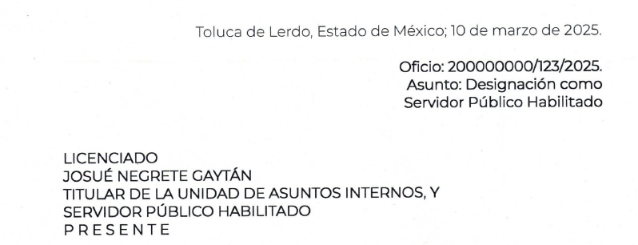 Toluca de Lerdo, Estado de México; 10 de marzo de 2025.
Oficio: 200000000/123/2025.
Asunto: Designación como
Servidor Público Habilitado
LICENCIADO
JOSUÉ NEGRETE GAYTÁN
TITULAR DE LA UNIDAD DE ASUNTOS INTERNOS, Y
SERVIDOR PÚBLICO HABILITADO
P R E S E N T E